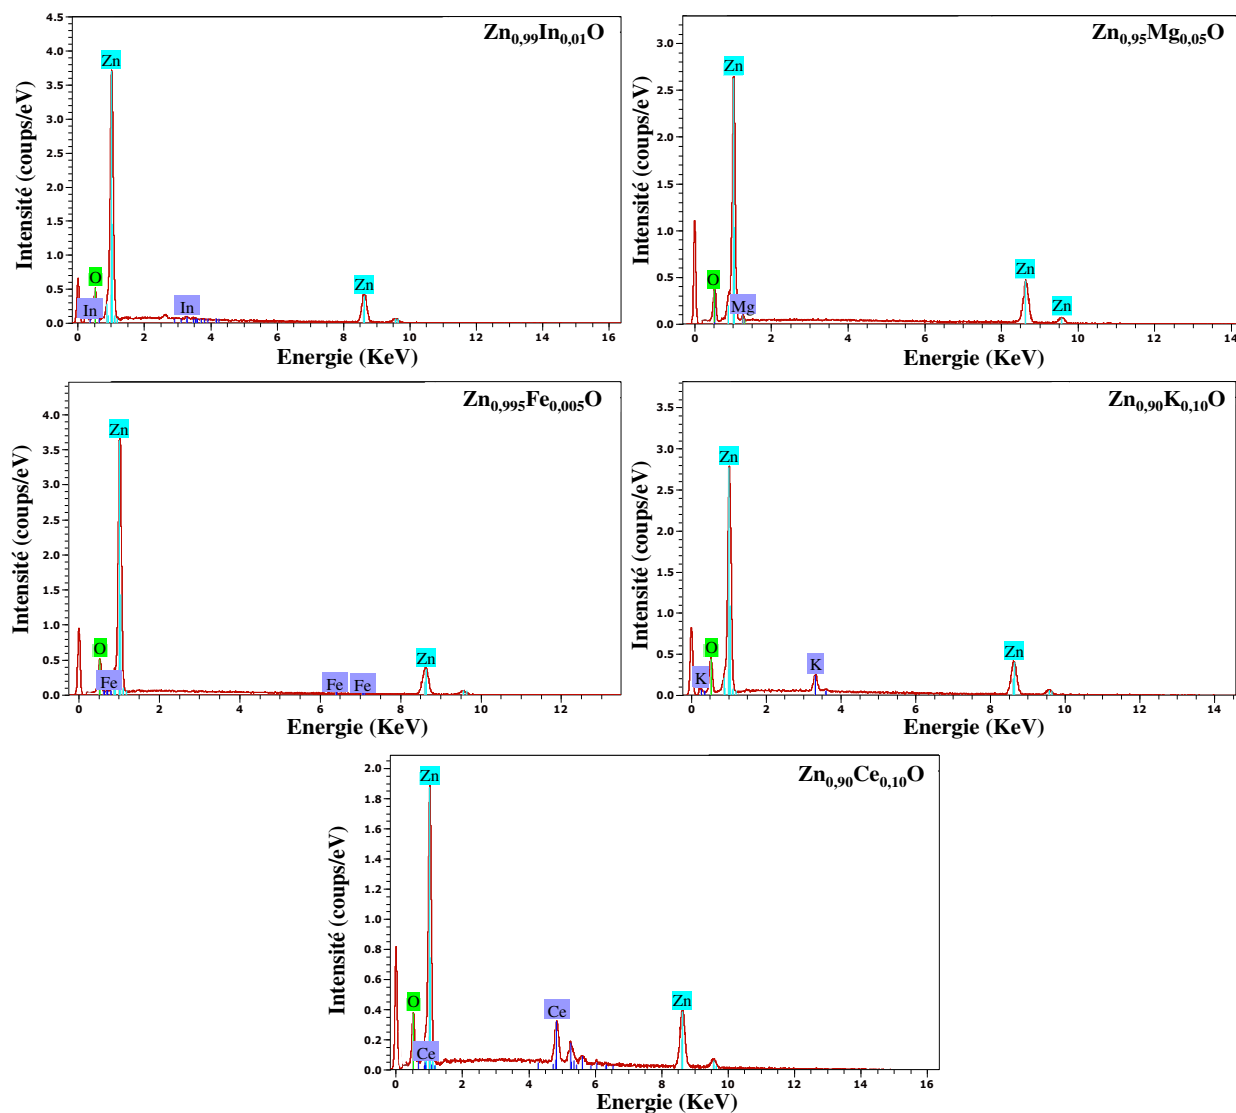 Zn0,99In0,01O
Intensité (coups/eV)
4.5
4.0
3.5
3.0
2.5
2.0
1.5
1.0
0.5
0.0
Zn
O
In
In
Zn
0 2 4 6 8 10 12 14 16
Energie (KeV)
Zn0,95Mg0,05O
Intensité (coups/eV)
3.0
2.5
2.0
1.5
1.0
0.5
0.0
Zn
O
Mg
Zn
Zn
0 2 4 6 8 10 12 14
Energie (KeV)
Zn0,995Fe0,005O
Intensité (coups/eV)
4.0
3.5
3.0
2.5
2.0
1.5
1.0
0.5
0.0
Zn
O
Fe
Fe
Fe
Zn
0 2 4 6 8 10 12
Energie (KeV)
Zn0,90K0,10O
Intensité (coups/eV)
3.5
3.0
2.5
2.0
1.5
1.0
0.5
0.0
Zn
O
K
K
Zn
0 2 4 6 8 10 12 14
Energie (KeV)
Zn0,90Ce0,10O
Intensité (coups/eV)
2.0
1.8
1.6
1.4
1.2
1.0
0.8
0.6
0.4
0.2
0.0
Zn
O
Ce
Ce
Zn
0 2 4 6 8 10 12 14 16
Energie (KeV)